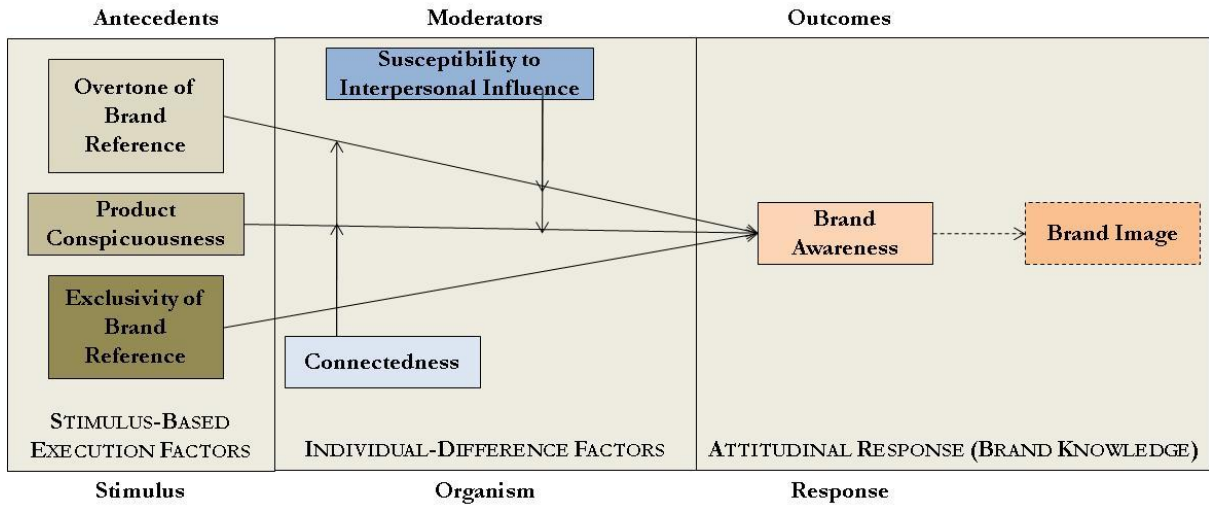 Antecedents
Moderators
Outcomes
Overtone of
Brand
Reference
Susceptibility to
Interpersonal Influence
Product
Conspicuousness
Brand
Awareness
Brand Image
Exclusivity of
Brand
Reference
Connectedness
STIMULUS-BASED
EXECUTION FACTORS
INDIVIDUAL-DIFFERENCE FACTORS
ATTITUDINAL RESPONSE (BRAND KNOWLEDGE)
Stimulus
Organism
Response